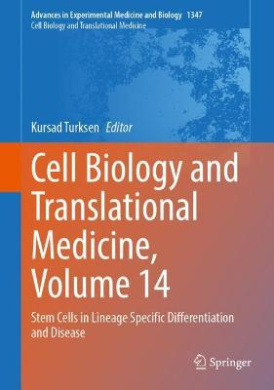 Advances in Experimental Medicine and Biology 1347
Cell Biology and Translational Medicine
Kursad Turksen Editor
Cell Biology and
Translational
Medicine,
Volume 14
Stem Cells in Lineage Specific Differentiation
and Disease
Springer